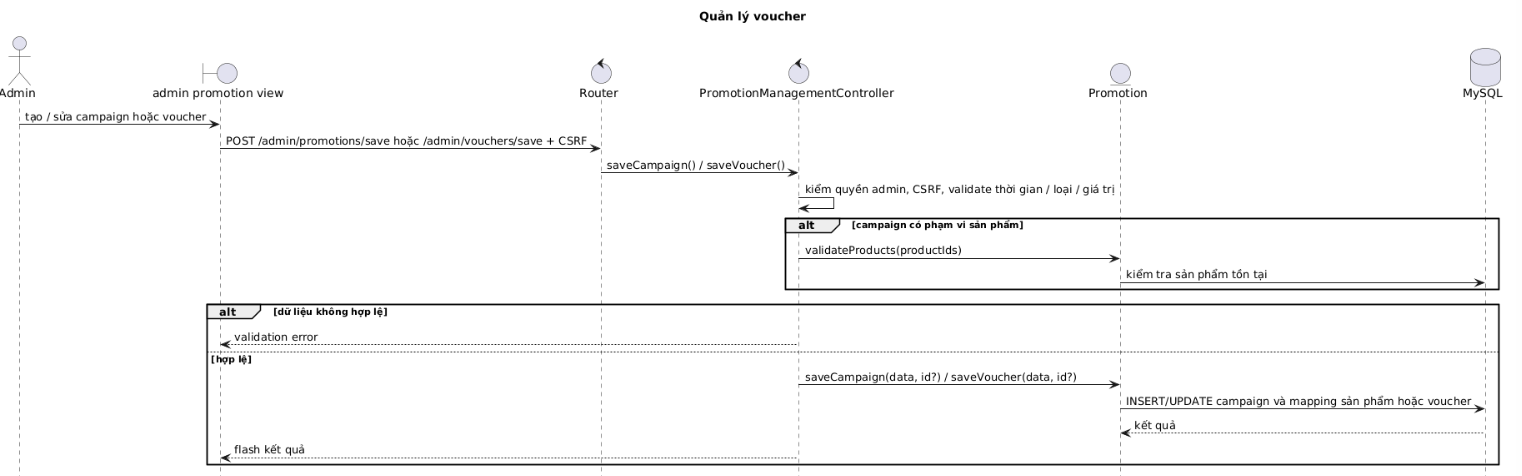 Quản lý voucher
Admin
admin promotion view
Router
PromotionManagementController
Promotion
MySQL
tạo / sửa campaign hoặc voucher
POST /admin/promotions/save hoặc /admin/vouchers/save + CSRF
saveCampaign() / saveVoucher()
kiểm quyền admin, CSRF, validate thời gian / loại / giá trị
alt [campaign có phạm vi sản phẩm]
validateProducts(productIds)
kiểm tra sản phẩm tồn tại
alt [dữ liệu không hợp lệ]
validation error
[hợp lệ]
saveCampaign(data, id?) / saveVoucher(data, id?)
INSERT/UPDATE campaign và mapping sản phẩm hoặc voucher
kết quả
flash kết quả